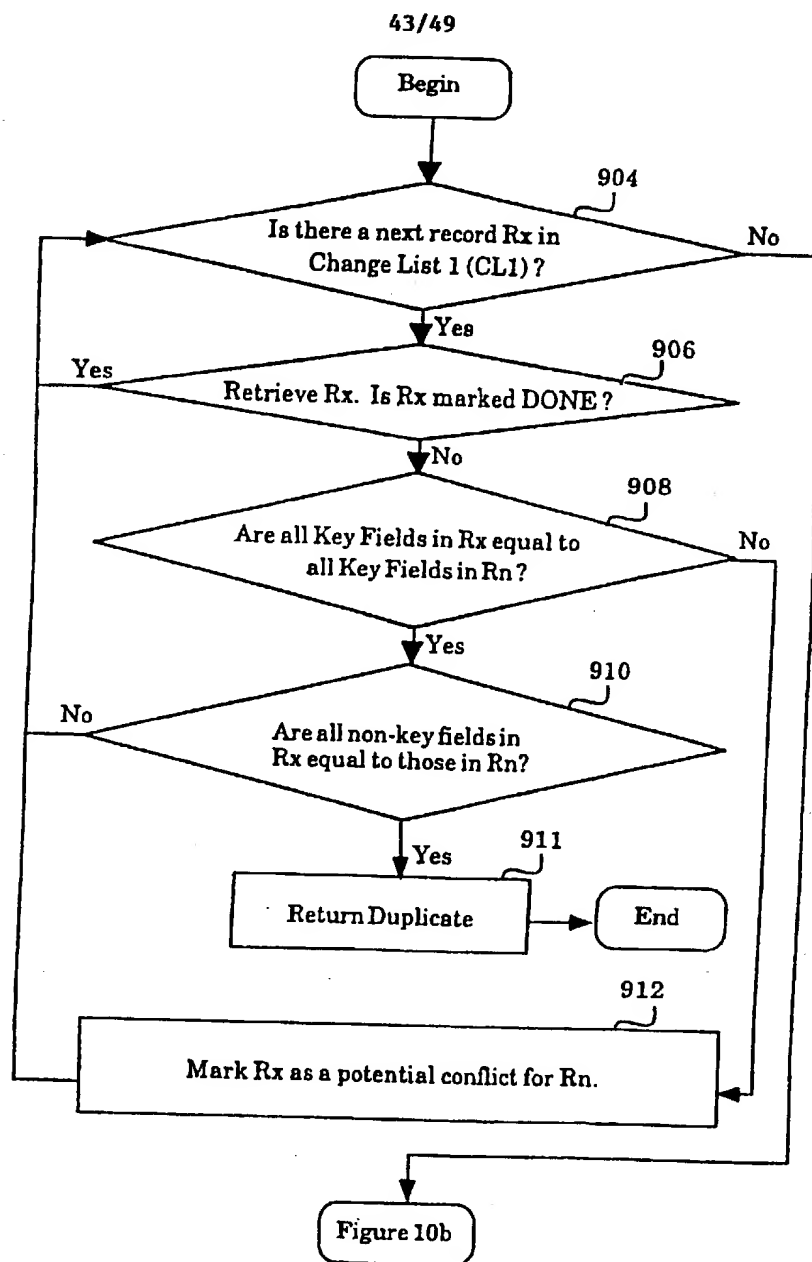 43/49
Begin
904
Is there a next record Rx in
Change List 1 (CL1) ?
No
Yes
906
Yes
Retrieve Rx. Is Rx marked DONE ?
No
908
Are all Key Fields in Rx equal to
all Key Fields in Rn?
No
Yes
910
No
Are all non-key fields in
Rx equal to those in Rn?
Yes
911
Return Duplicate
End
912
Mark Rx as a potential conflict for Rn.
Figure 10b